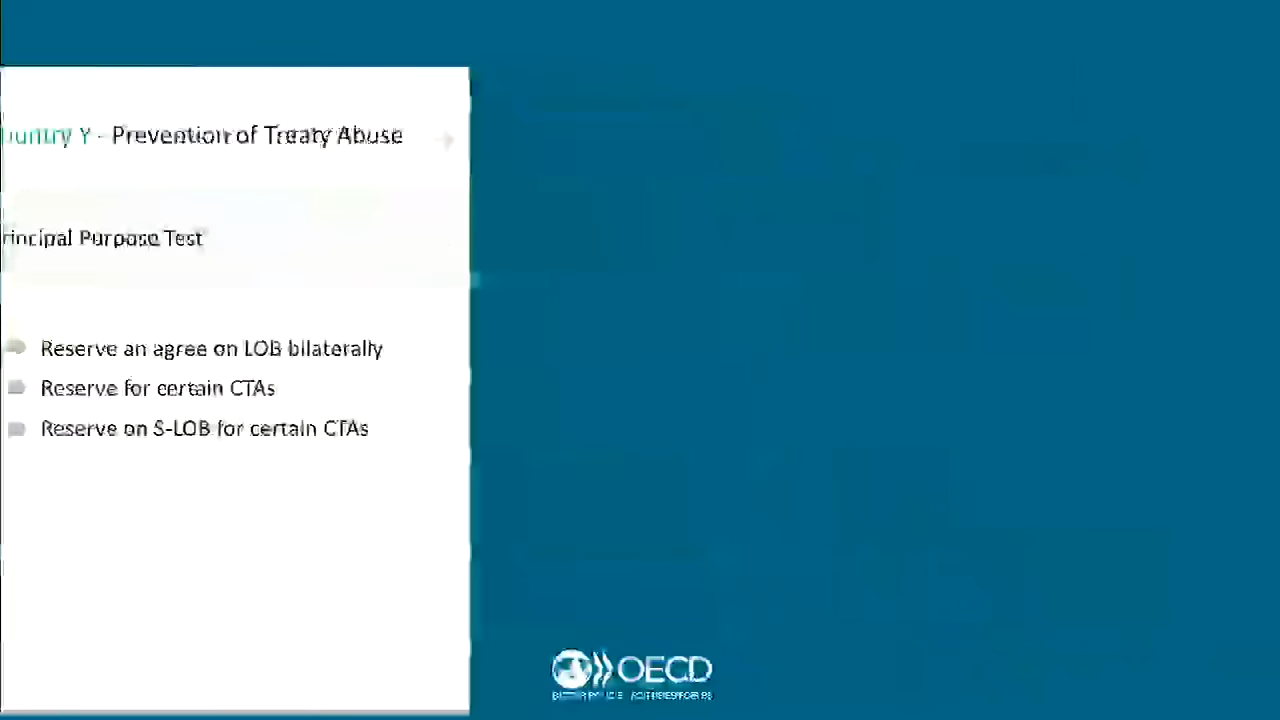 ountry Y - Prevention of Treaty Abuse
rincipal Purpose Test
Reserve an agree on LOB bilaterally
Reserve for certain CTAs
Reserve on S-LOB for certain CTAs
OECD